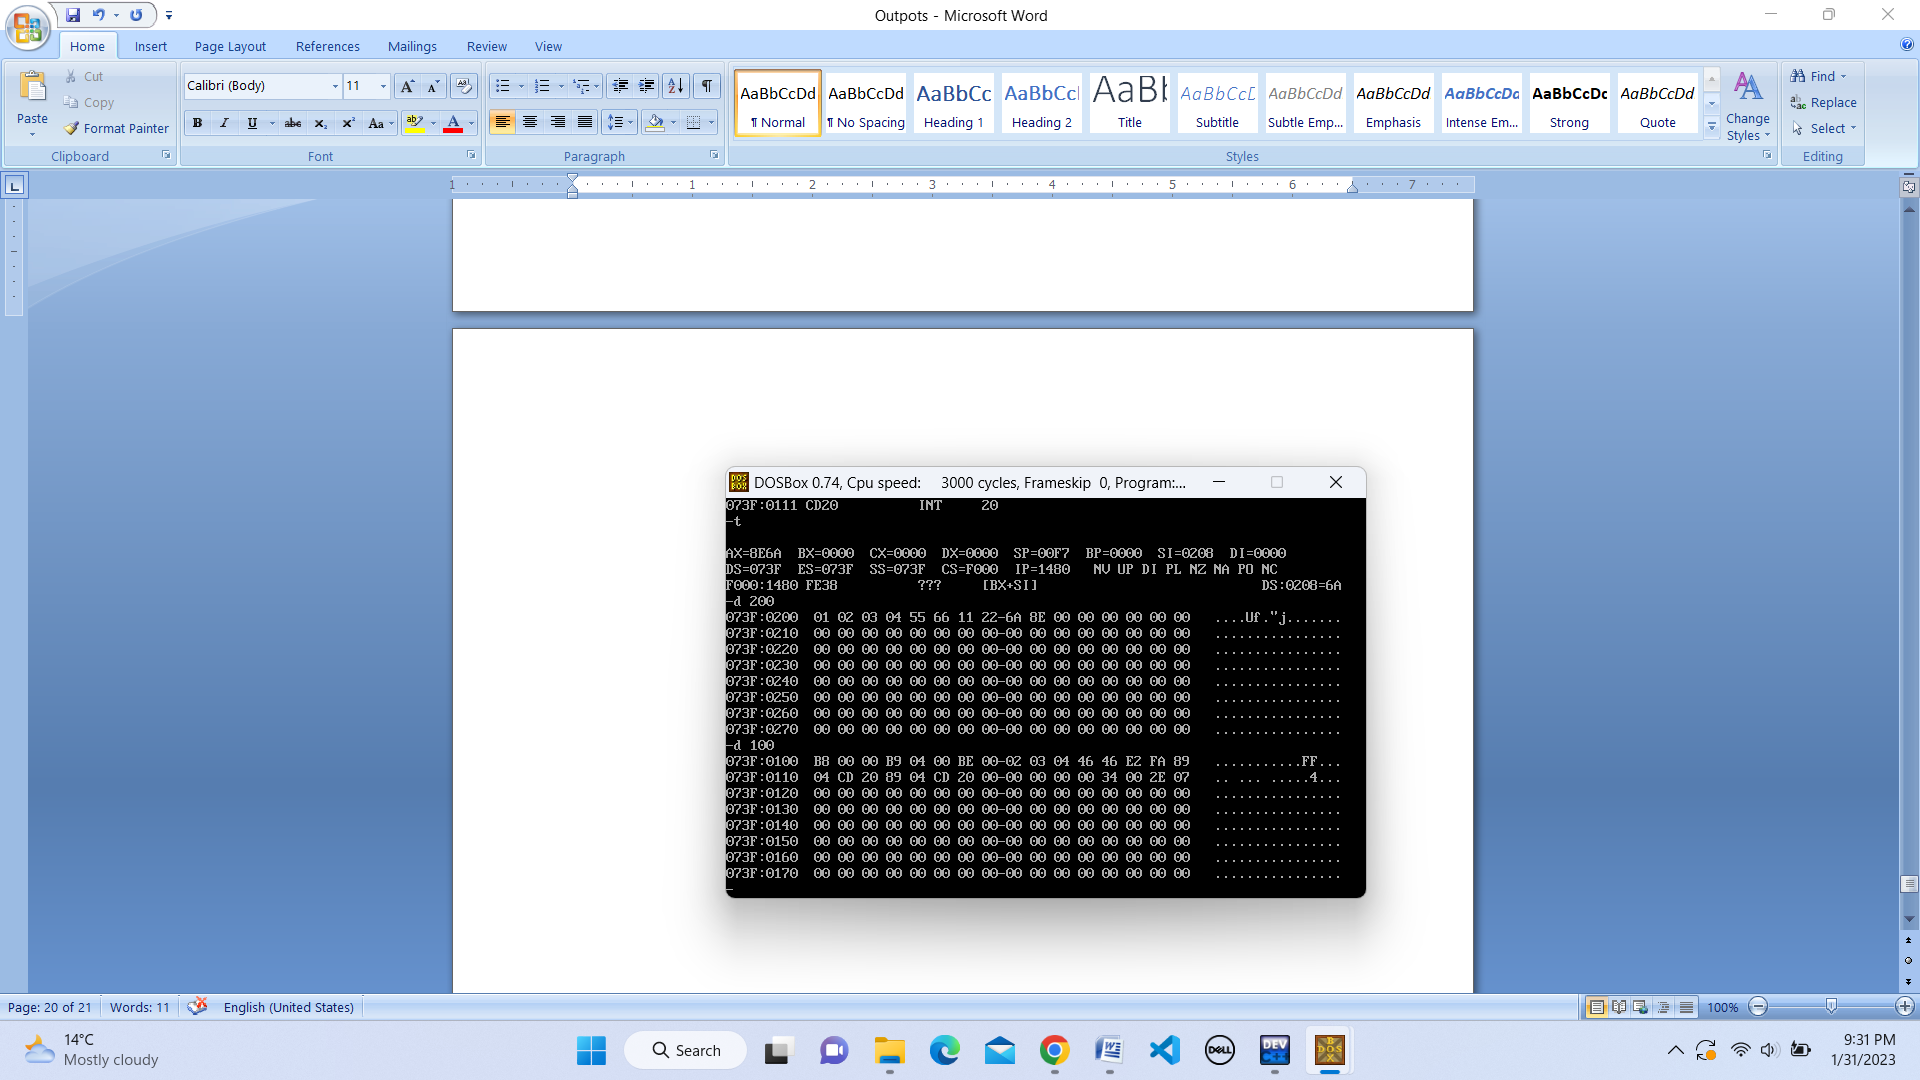 Outpots - Microsoft Word
Home Insert Page Layout References Mailings Review View
Paste
Cut
Copy
Format Painter
Clipboard
Calibri (Body) 11
B I U abc x₂ x² Aa ab A
Font
Paragraph
AaBbCcDd AaBbCcDd AaBbCc AaBbCc AaB AaBbCc AaBbCcDd AaBbCcDd AaBbCcDd AaBbCcDd AaBbCcDd
¶ Normal ¶ No Spacing Heading 1 Heading 2 Title Subtitle Subtle Emp... Emphasis Intense Em... Strong Quote
Styles
Change Styles
Find
Replace
Select
Editing
1 1 2 3 4 5 6 7
DOSBox 0.74, Cpu speed: 3000 cycles, Frameskip 0, Program:...
073F:0111 CD20 INT 20
-t
AX=8E6A BX=0000 CX=0000 DX=0000 SP=00F7 BP=0000 SI=0208 DI=0000
DS=073F ES=073F SS=073F CS=F000 IP=1480 NV UP DI PL NZ NA PO NC
F000:1480 FE38 ??? [BX+SI] DS:0208=6A
-d 200
073F:0200 01 02 03 04 55 66 11 22-6A 8E 00 00 00 00 00 00 ....Uf."j.......
073F:0210 00 00 00 00 00 00 00 00-00 00 00 00 00 00 00 00 ................
073F:0220 00 00 00 00 00 00 00 00-00 00 00 00 00 00 00 00 ................
073F:0230 00 00 00 00 00 00 00 00-00 00 00 00 00 00 00 00 ................
073F:0240 00 00 00 00 00 00 00 00-00 00 00 00 00 00 00 00 ................
073F:0250 00 00 00 00 00 00 00 00-00 00 00 00 00 00 00 00 ................
073F:0260 00 00 00 00 00 00 00 00-00 00 00 00 00 00 00 00 ................
073F:0270 00 00 00 00 00 00 00 00-00 00 00 00 00 00 00 00 ................
-d 100
073F:0100 B8 00 00 B9 04 00 BE 00-02 03 04 46 46 E2 FA 89 ...........FF...
073F:0110 04 CD 20 89 04 CD 20 00-00 00 00 00 34 00 2E 07 .. ... .....4...
073F:0120 00 00 00 00 00 00 00 00-00 00 00 00 00 00 00 00 ................
073F:0130 00 00 00 00 00 00 00 00-00 00 00 00 00 00 00 00 ................
073F:0140 00 00 00 00 00 00 00 00-00 00 00 00 00 00 00 00 ................
073F:0150 00 00 00 00 00 00 00 00-00 00 00 00 00 00 00 00 ................
073F:0160 00 00 00 00 00 00 00 00-00 00 00 00 00 00 00 00 ................
073F:0170 00 00 00 00 00 00 00 00-00 00 00 00 00 00 00 00 ................
-
Page: 20 of 21 Words: 11 English (United States) 100%
14°C
Mostly cloudy
Search
DELL
DEV C++
DOS BOX
9:31 PM
1/31/2023